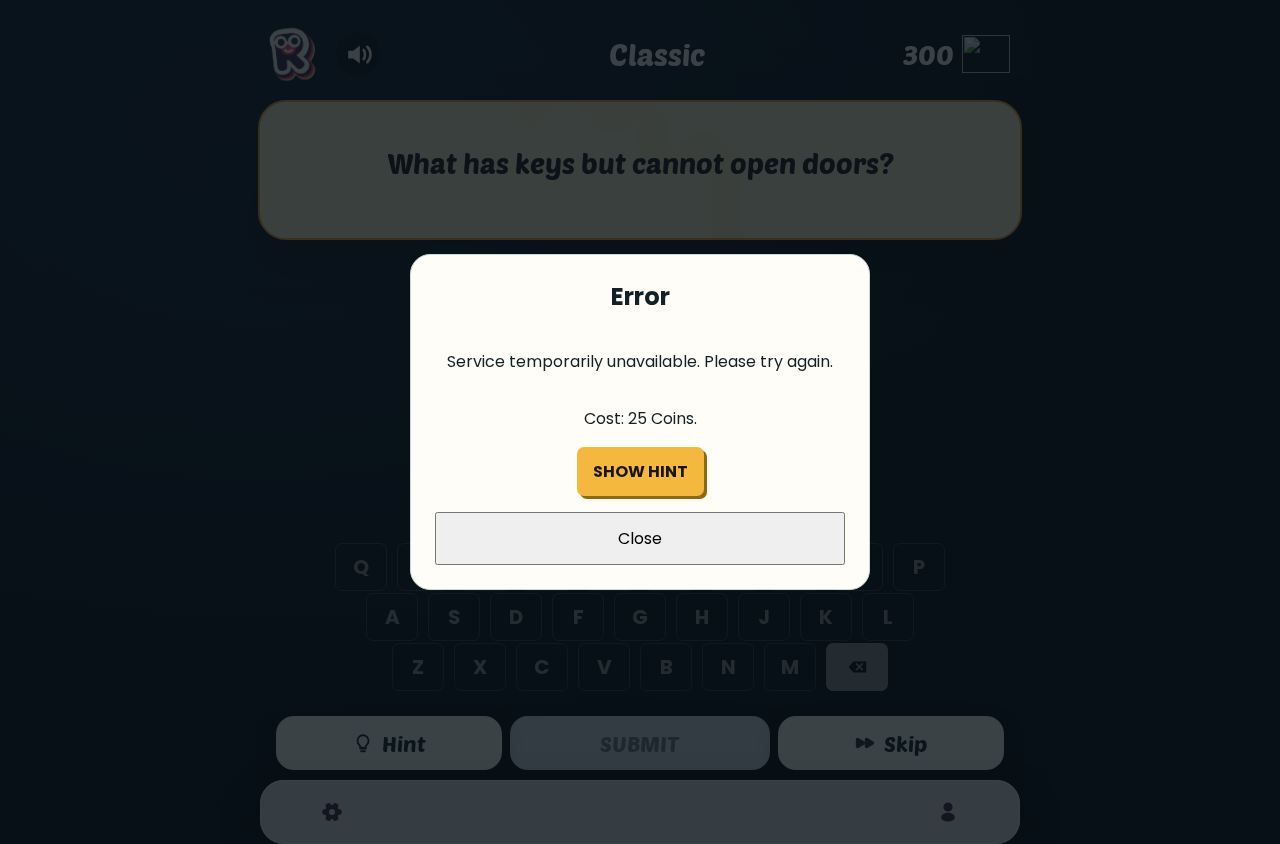 Classic
300
What has keys but cannot open doors?
Error
Service temporarily unavailable. Please try again.
Cost: 25 Coins.
SHOW HINT
Close
Q P
A S D F G H J K L
Z X C V B N M
Hint SUBMIT Skip